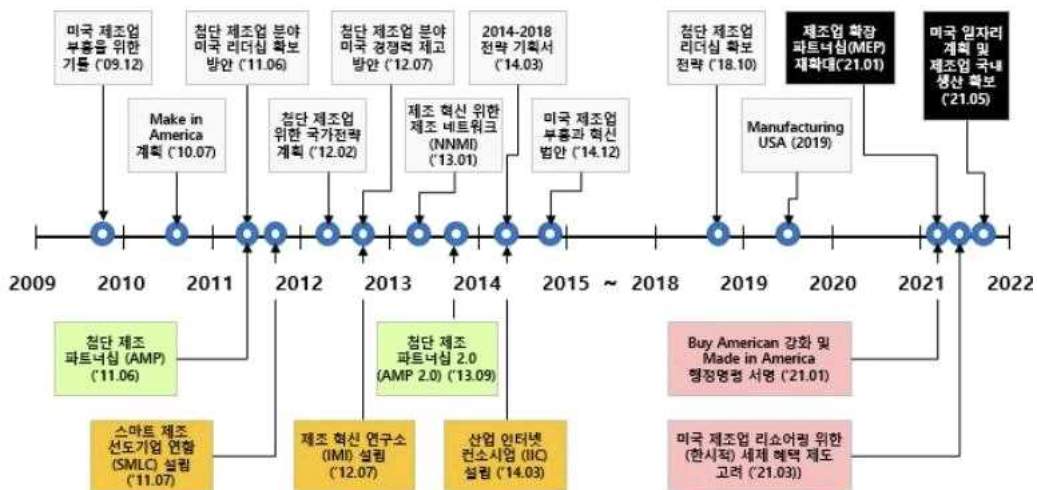 미국 제조업
부흥을 위한
기틀 ('09.12)
첨단 제조업 분야
미국 리더십 확보
방안 ('11.06)
첨단 제조업 분야
미국 경쟁력 제고
방안 ('12.07)
2014-2018
전략 기획서
('14.03)
첨단 제조업
리더십 확보
전략 ('18.10)
제조업 확장
파트너십(MEP)
재확대('21.01)
미국 일자리
계획 및
제조업 국내
생산 확보
('21.05)
Make in
America
계획 ('10.07)
첨단 제조업
위한 국가전략
계획 ('12.02)
제조 혁신 위한
제조 네트워크
(NNMI)
('13.01)
미국 제조업
부흥과 혁신
법안 ('14.12)
Manufacturing
USA (2019)
2009 2010 2011 2012 2013 2014 2015 ~ 2018 2019 2020 2021 2022
첨단 제조
파트너십 (AMP)
('11.06)
첨단 제조
파트너십 2.0
(AMP 2.0) ('13.09)
Buy American 강화 및
Made in America
행정명령 서명 ('21.01)
스마트 제조
선도기업 연합
(SMLC) 설립
('11.07)
제조 혁신 연구소
(IMI) 설립
('12.07)
산업 인터넷
컨소시업 (IIC)
설립 ('14.03)
미국 제조업 리쇼어링 위한
(한시적) 세제 혜택 제도
고려 ('21.03))